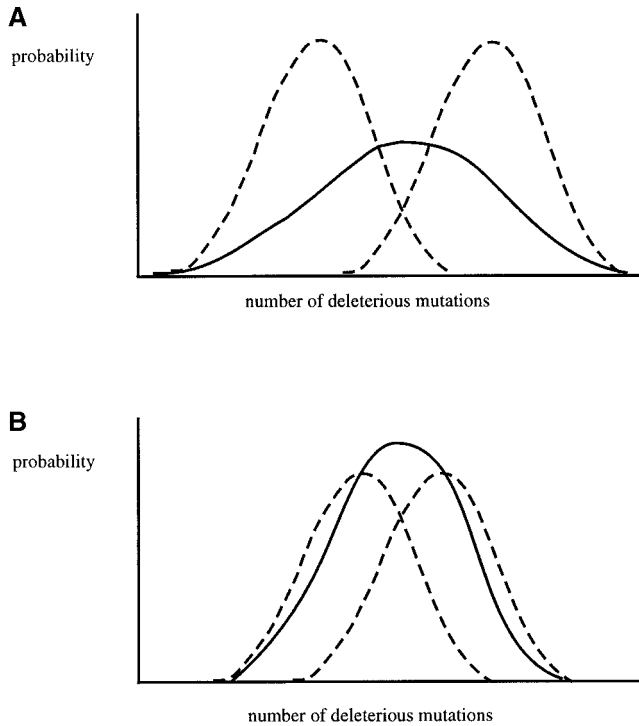 A
probability
number of deleterious mutations
B
probability
number of deleterious mutations